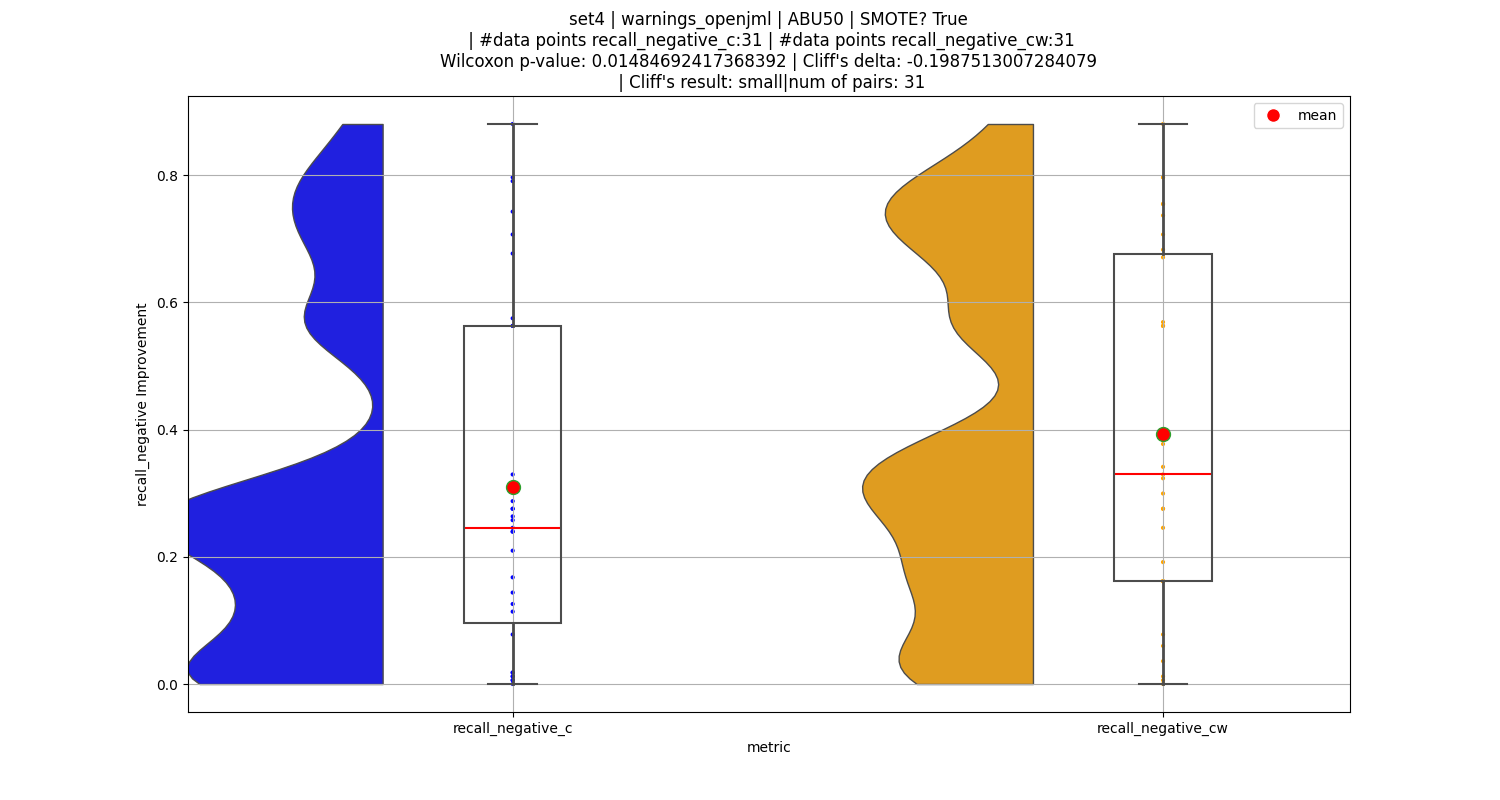 set4 | warnings_openjml | ABU50 | SMOTE? True
| #data points recall_negative_c:31 | #data points recall_negative_cw:31
Wilcoxon p-value: 0.01484692417368392 | Cliff's delta: -0.1987513007284079
| Cliff's result: small|num of pairs: 31
mean
0.8
0.6
0.4
0.2
0.0
recall_negative Improvement
recall_negative_c
recall_negative_cw
metric